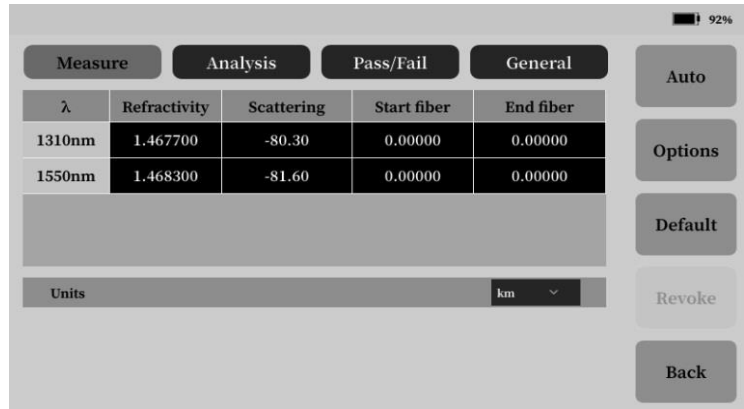 92%
Measure Analysis Pass/Fail General
Auto
λ Refractivity Scattering Start fiber End fiber
1310nm 1.467700 -80.30 0.00000 0.00000
Options
1550nm 1.468300 -81.60 0.00000 0.00000
Default
Units km
Revoke
Back